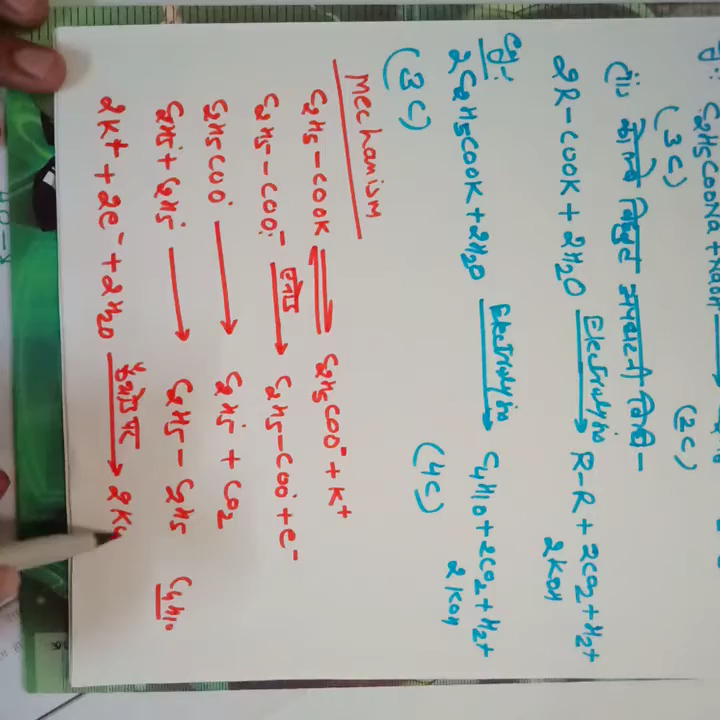 C₂H₅COONa + NaOH →
(3C) (2C)
(ii) कोल्बे विद्युत अपघटनी विधि –
2R-COOK + 2H₂O Electrolysis → R-R + 2CO₂ + H₂ +
2KOH
2C₂H₅COOK + 2H₂O Electrolysis → C₄H₁₀ + 2CO₂ + H₂ +
2KOH
(3C) (4C)
Mechanism
C₂H₅-COOK ⇌ C₂H₅COO⁻ + K⁺
C₂H₅-COO⁻ एनोड → C₂H₅-COO + e⁻
C₂H₅COO → C₂H₅ + CO₂
C₂H₅ + C₂H₅ → C₂H₅-C₂H₅ C₄H₁₀
2K⁺ + 2e⁻ + 2H₂O कैथोड पर → 2K